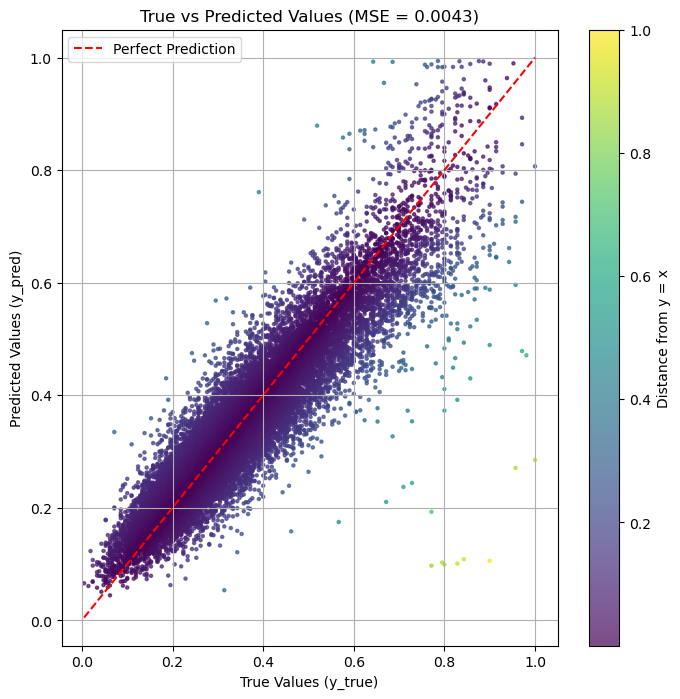 True vs Predicted Values (MSE = 0.0043)
Perfect Prediction
1.0
0.8
0.6
0.4
0.2
0.0
Predicted Values (y_pred)
0.0 0.2 0.4 0.6 0.8 1.0
True Values (y_true)
1.0
0.8
0.6
0.4
0.2
Distance from y = x